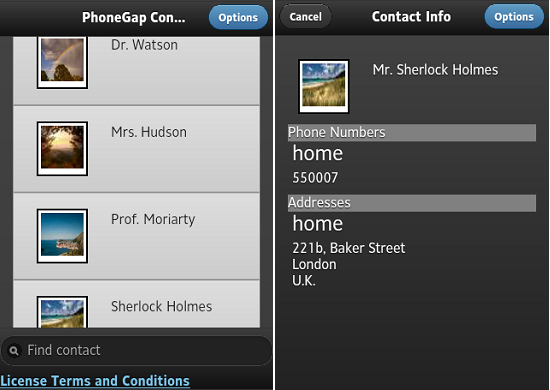 PhoneGap Con...
Options
Dr. Watson
Mrs. Hudson
Prof. Moriarty
Sherlock Holmes
Find contact
License Terms and Conditions
Cancel
Contact Info
Options
Mr. Sherlock Holmes
Phone Numbers
home
550007
Addresses
home
221b, Baker Street
London
U.K.